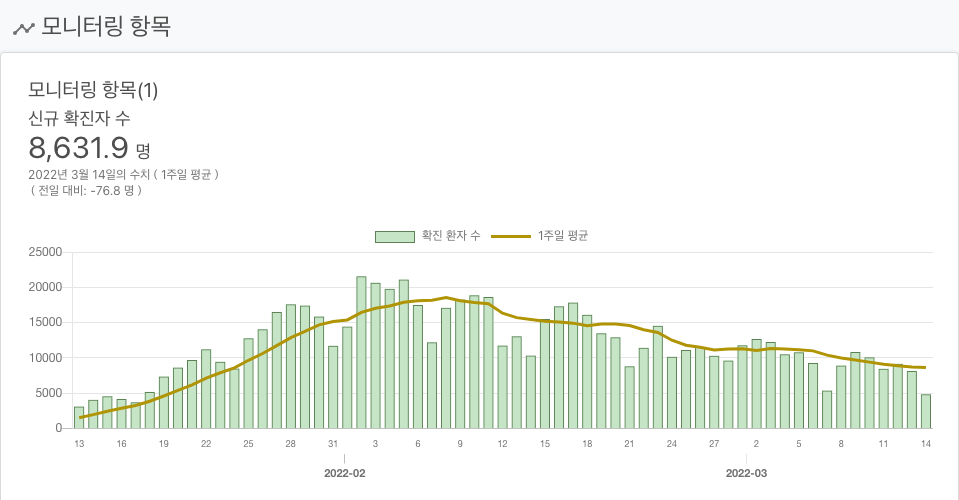 모니터링 항목
모니터링 항목(1)
신규 확진자 수
8,631.9 명
2022년 3월 14일의 수치 ( 1주일 평균 )
( 전일 대비: -76.8 명 )
확진 환자 수 1주일 평균
25000
20000
15000
10000
5000
0
13 16 19 22 25 28 31 3 6 9 12 15 18 21 24 27 2 5 8 11 14
2022-02 2022-03